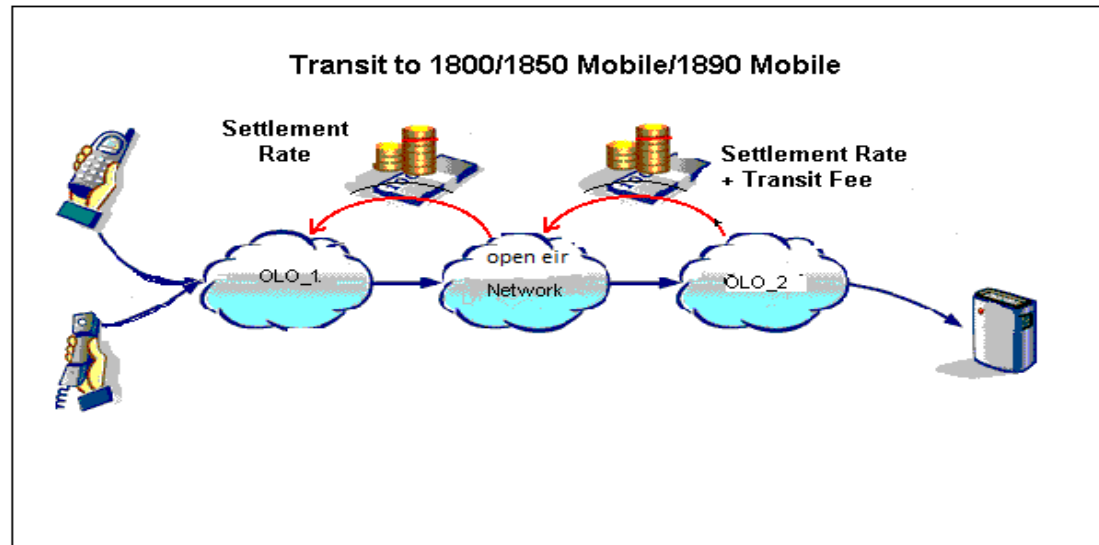 Transit to 1800/1850 Mobile/1890 Mobile
Settlement
Rate
Settlement Rate
+ Transit Fee
OLO_1
open eir
Network
OLO_2